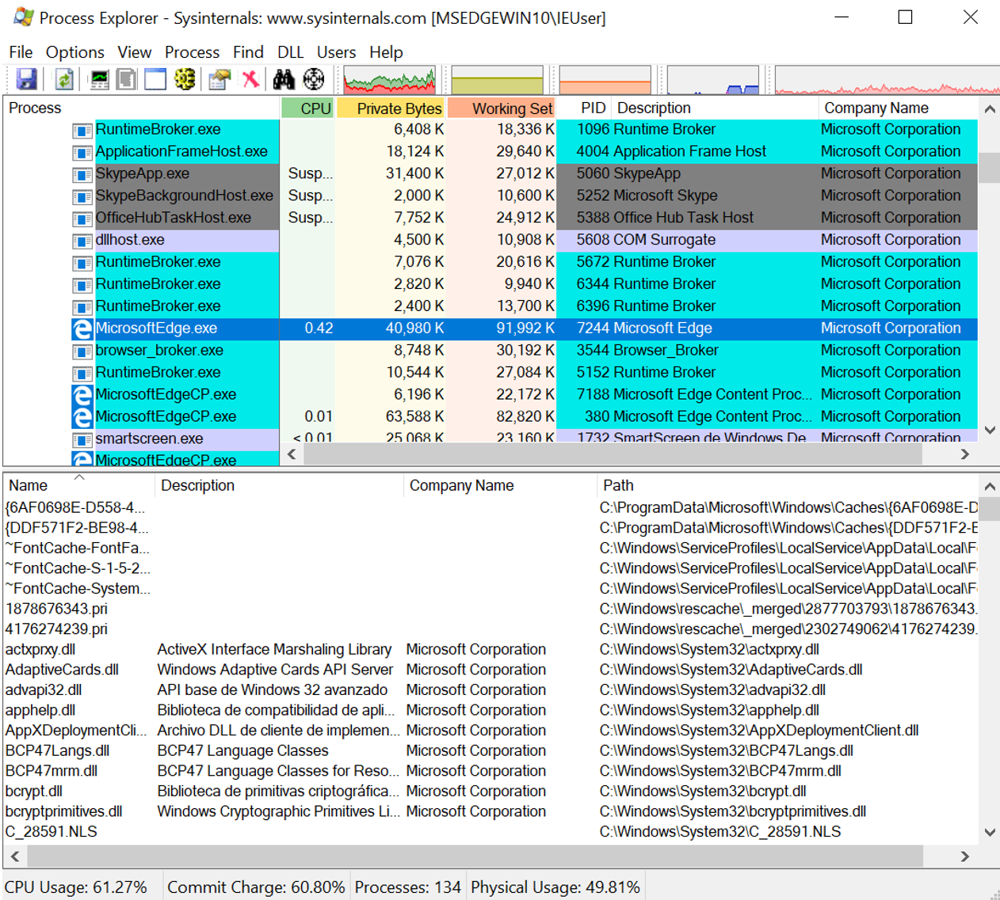 Process Explorer - Sysinternals: www.sysinternals.com [MSEDGEWIN10\IEUser]
File Options View Process Find DLL Users Help
Process CPU Private Bytes Working Set PID Description Company Name
RuntimeBroker.exe 6,408 K 18,336 K 1096 Runtime Broker Microsoft Corporation
ApplicationFrameHost.exe 18,124 K 29,640 K 4004 Application Frame Host Microsoft Corporation
SkypeApp.exe Susp... 31,400 K 27,012 K 5060 SkypeApp Microsoft Corporation
SkypeBackgroundHost.exe Susp... 2,000 K 10,600 K 5252 Microsoft Skype Microsoft Corporation
OfficeHubTaskHost.exe Susp... 7,752 K 24,912 K 5388 Office Hub Task Host Microsoft Corporation
dllhost.exe 4,500 K 10,908 K 5608 COM Surrogate Microsoft Corporation
RuntimeBroker.exe 7,076 K 20,616 K 5672 Runtime Broker Microsoft Corporation
RuntimeBroker.exe 2,820 K 9,940 K 6344 Runtime Broker Microsoft Corporation
RuntimeBroker.exe 2,400 K 13,700 K 6396 Runtime Broker Microsoft Corporation
MicrosoftEdge.exe 0.42 40,980 K 91,992 K 7244 Microsoft Edge Microsoft Corporation
browser_broker.exe 8,748 K 30,192 K 3544 Browser_Broker Microsoft Corporation
RuntimeBroker.exe 10,544 K 27,084 K 5152 Runtime Broker Microsoft Corporation
MicrosoftEdgeCP.exe 6,196 K 22,172 K 7188 Microsoft Edge Content Proc... Microsoft Corporation
MicrosoftEdgeCP.exe 0.01 63,588 K 82,820 K 380 Microsoft Edge Content Proc... Microsoft Corporation
smartscreen.exe < 0.01 25,068 K 23,160 K 1732 SmartScreen de Windows De Microsoft Corporation
MicrosoftEdgeCP.exe
Name Description Company Name Path
{6AF0698E-D558-4... C:\ProgramData\Microsoft\Windows\Caches\{6AF0698E-D
{DDF571F2-BE98-4... C:\ProgramData\Microsoft\Windows\Caches\{DDF571F2-E
~FontCache-FontFa... C:\Windows\ServiceProfiles\LocalService\AppData\Local\F
~FontCache-S-1-5-2... C:\Windows\ServiceProfiles\LocalService\AppData\Local\F
~FontCache-System... C:\Windows\ServiceProfiles\LocalService\AppData\Local\F
1878676343.pri C:\Windows\rescache\_merged\2877703793\1878676343.
4176274239.pri C:\Windows\rescache\_merged\2302749062\4176274239.
actxprxy.dll ActiveX Interface Marshaling Library Microsoft Corporation C:\Windows\System32\actxprxy.dll
AdaptiveCards.dll Windows Adaptive Cards API Server Microsoft Corporation C:\Windows\System32\AdaptiveCards.dll
advapi32.dll API base de Windows 32 avanzado Microsoft Corporation C:\Windows\System32\advapi32.dll
apphelp.dll Biblioteca de compatibilidad de apli... Microsoft Corporation C:\Windows\System32\apphelp.dll
AppXDeploymentCli... Archivo DLL de cliente de implemen... Microsoft Corporation C:\Windows\System32\AppXDeploymentClient.dll
BCP47Langs.dll BCP47 Language Classes Microsoft Corporation C:\Windows\System32\BCP47Langs.dll
BCP47mrm.dll BCP47 Language Classes for Reso... Microsoft Corporation C:\Windows\System32\BCP47mrm.dll
bcrypt.dll Biblioteca de primitivas criptográfica... Microsoft Corporation C:\Windows\System32\bcrypt.dll
bcryptprimitives.dll Windows Cryptographic Primitives Li... Microsoft Corporation C:\Windows\System32\bcryptprimitives.dll
C_28591.NLS C:\Windows\System32\C_28591.NLS
CPU Usage: 61.27% Commit Charge: 60.80% Processes: 134 Physical Usage: 49.81%